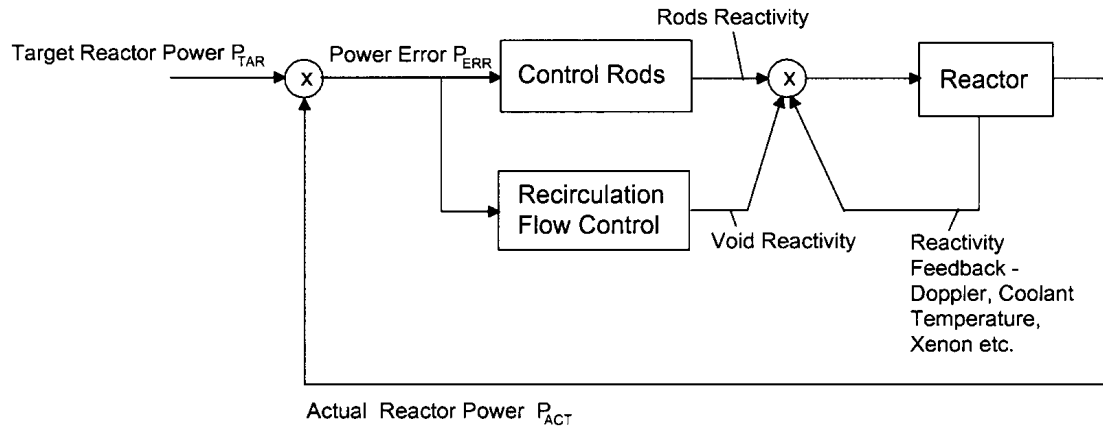 Rods Reactivity
Target Reactor Power P_TAR
Power Error P_ERR
x
Control Rods
x
Reactor
Recirculation
Flow Control
Void Reactivity
Reactivity
Feedback -
Doppler, Coolant
Temperature,
Xenon etc.
Actual Reactor Power P_ACT